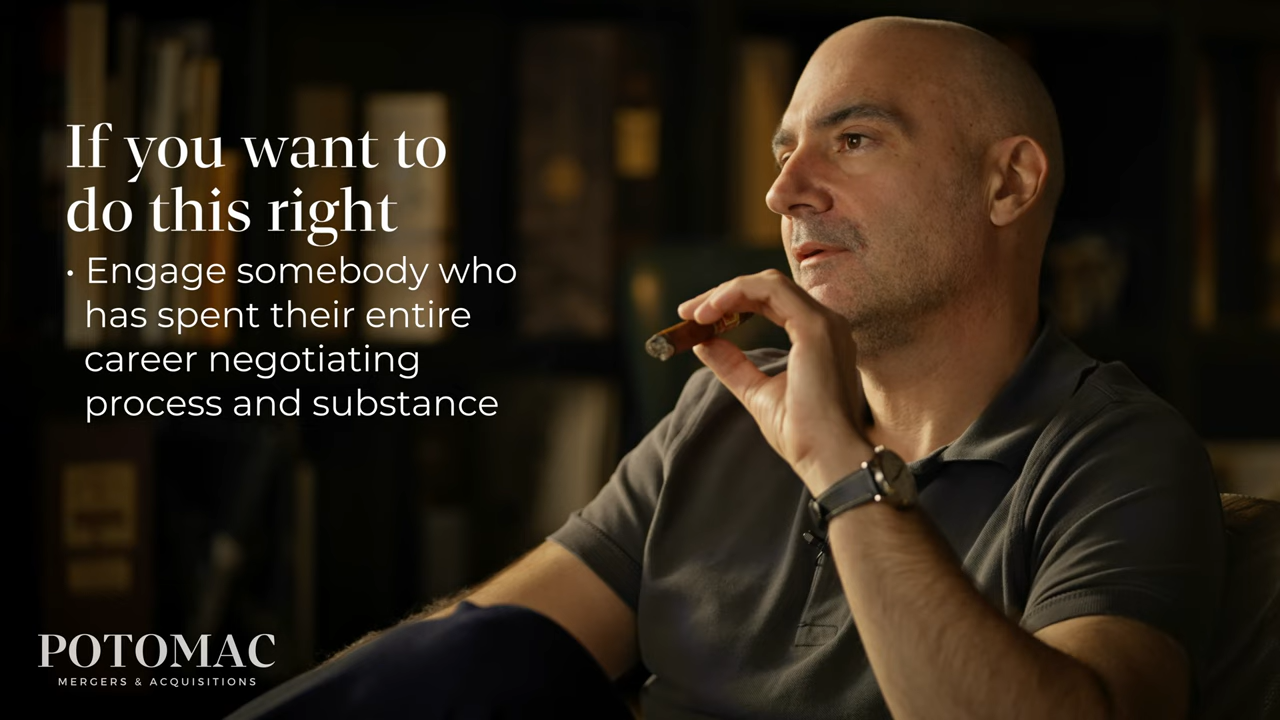 If you want to
do this right
• Engage somebody who
has spent their entire
career negotiating
process and substance
POTOMAC
MERGERS & ACQUISITIONS